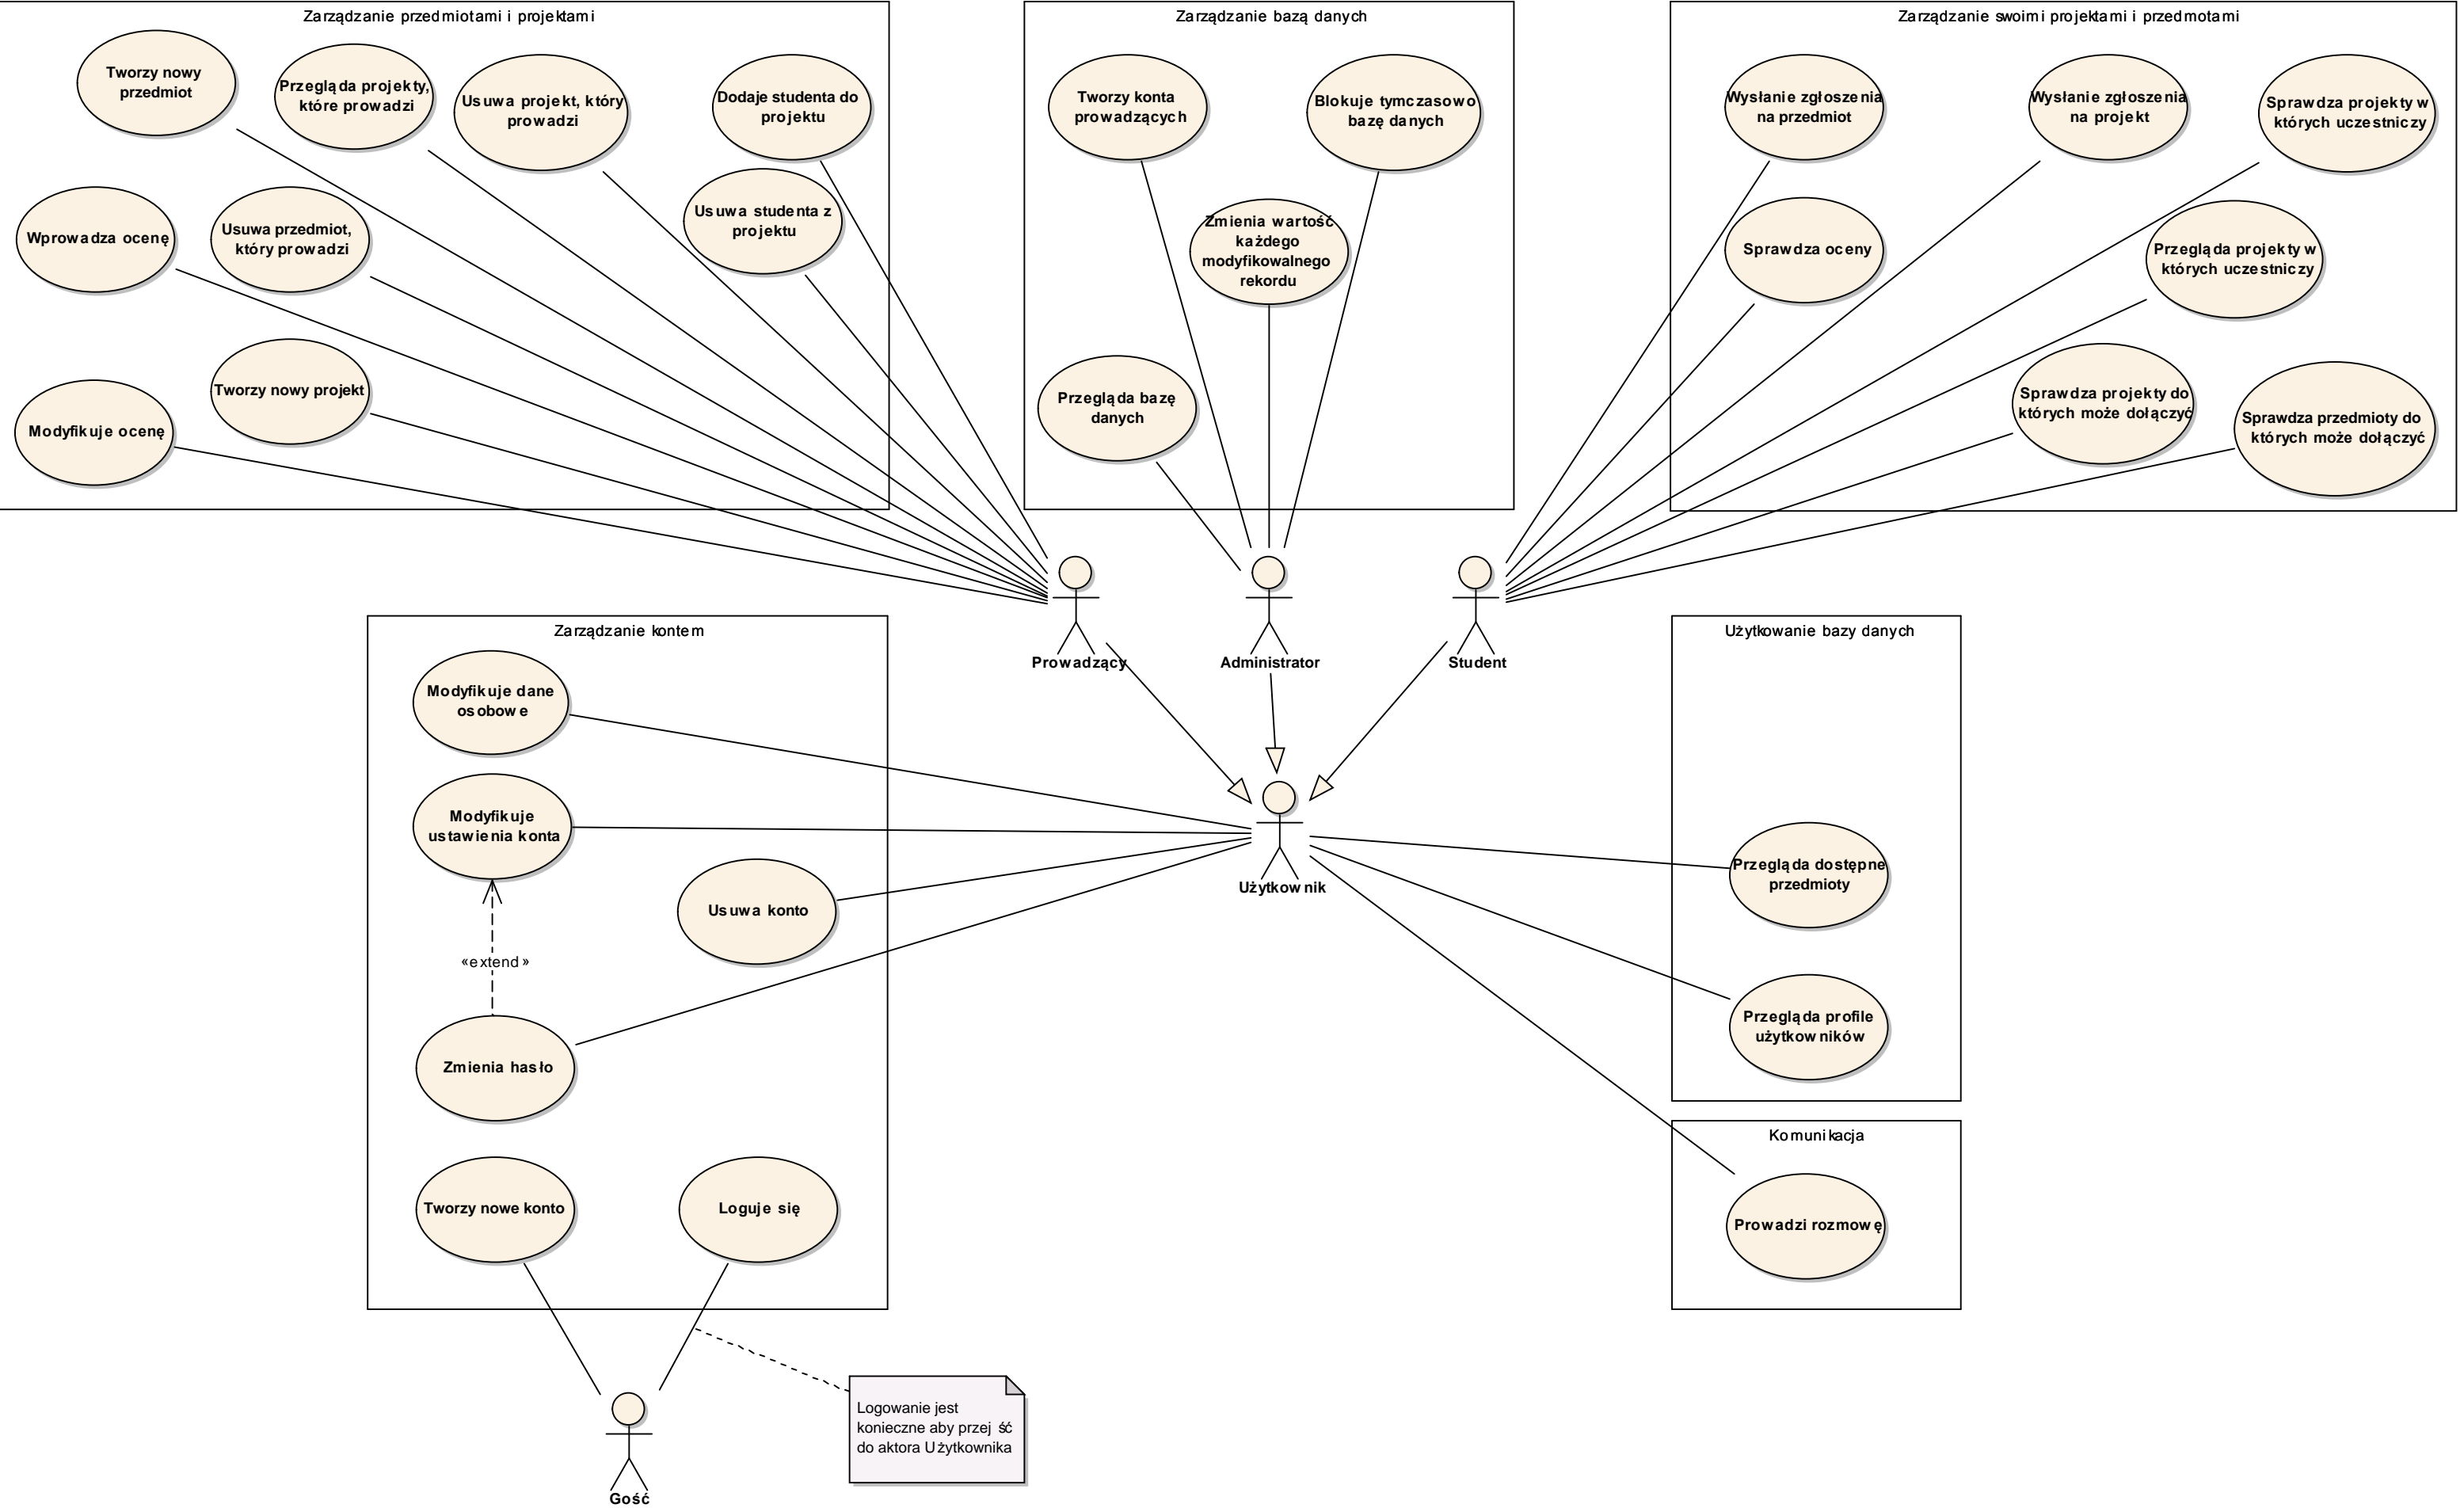 Zarządzanie przedmiotami i projektami
Tworzy nowy
przedmiot
Przegląda projekty,
które prowadzi
Usuwa projekt, który
prowadzi
Dodaje studenta do
projektu
Usuwa studenta z
projektu
Wprowadza ocenę
Usuwa przedmiot,
który prowadzi
Tworzy nowy projekt
Modyfikuje ocenę
Zarządzanie bazą danych
Tworzy konta
prowadzących
Blokuje tymczasowo
bazę danych
Zmienia wartość
każdego
modyfikowalnego
rekordu
Przegląda bazę
danych
Zarządzanie swoimi projektami i przedmotami
Wysłanie zgłoszenia
na przedmiot
Wysłanie zgłoszenia
na projekt
Sprawdza projekty w
których uczestniczy
Sprawdza oceny
Przegląda projekty w
których uczestniczy
Sprawdza projekty do
których może dołączyć
Sprawdza przedmioty do
których może dołączyć
Prowadzący
Administrator
Student
Zarządzanie kontem
Modyfikuje dane
osobowe
Modyfikuje
ustawienia konta
Usuwa konto
«extend»
Zmienia hasło
Tworzy nowe konto
Loguje się
Użytkownik
Użytkowanie bazy danych
Przegląda dostępne
przedmioty
Przegląda profile
użytkowników
Komunikacja
Prowadzi rozmowę
Logowanie jest
konieczne aby przejść
do aktora Użytkownika
Gość